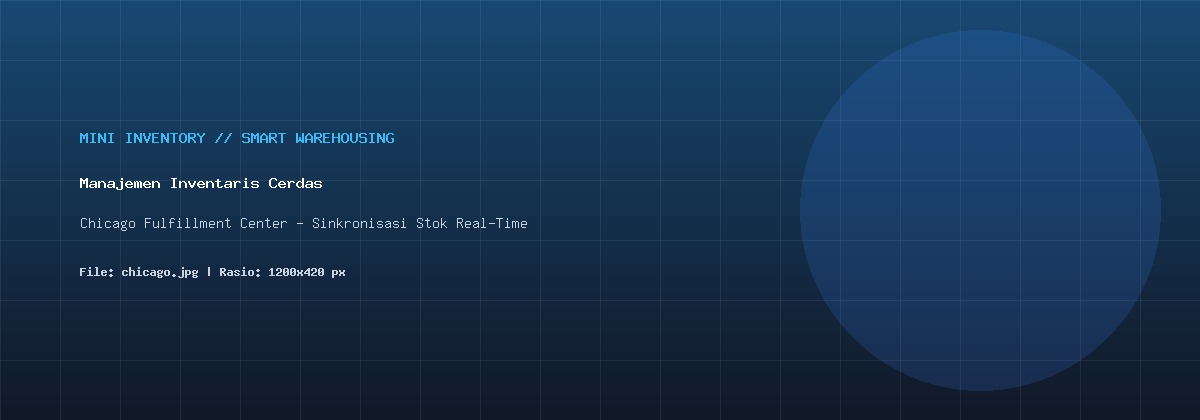 MINI INVENTORY // SMART WAREHOUSING
Manajemen Inventaris Cerdas
Chicago Fulfillment Center - Sinkronisasi Stok Real-Time
File: chicago.jpg | Rasio: 1200x420 px